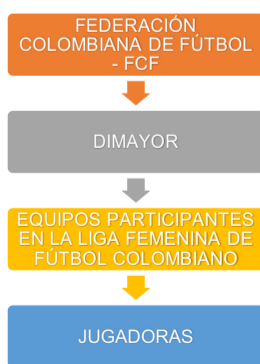 FEDERACIÓN
COLOMBIANA DE FÚTBOL
- FCF
DIMAYOR
EQUIPOS PARTICIPANTES
EN LA LIGA FEMENINA DE
FÚTBOL COLOMBIANO
JUGADORAS